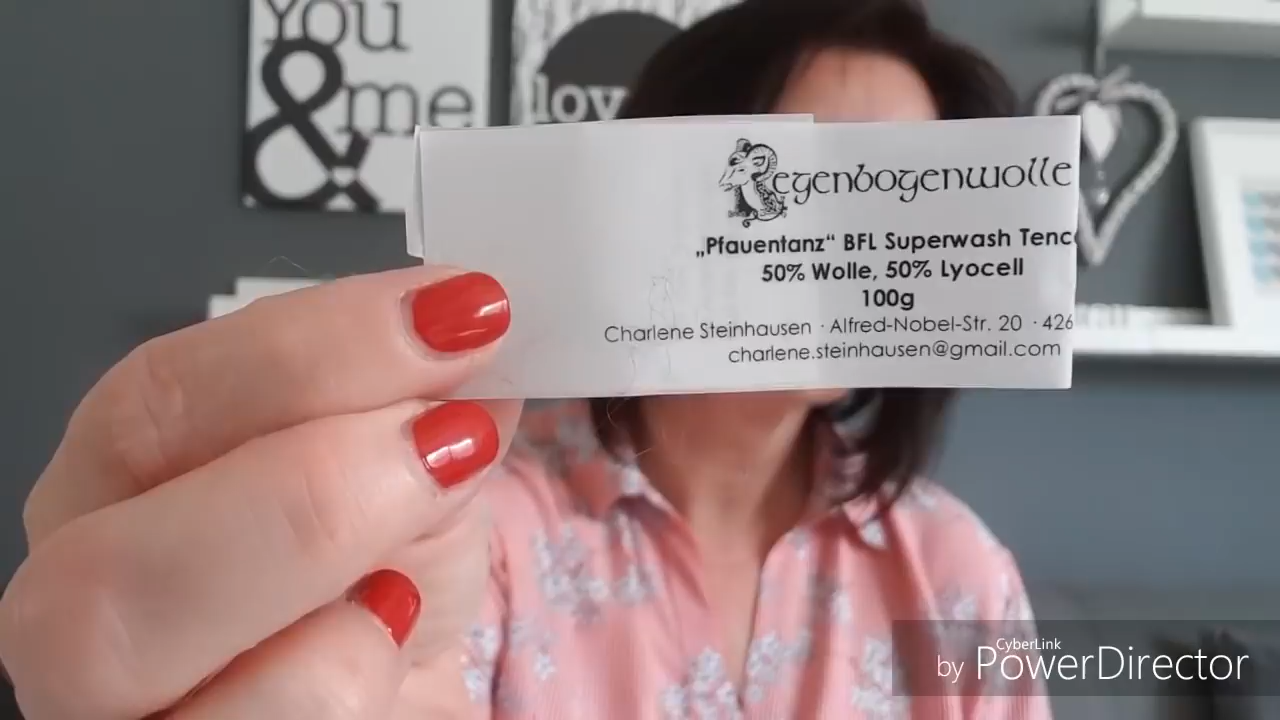 You
& me
lov
Regenbogenwolle
„Pfauentanz“ BFL Superwash Tenc
50% Wolle, 50% Lyocell
100g
Charlene Steinhausen · Alfred-Nobel-Str. 20 · 426
charlene.steinhausen@gmail.com
CyberLink
by PowerDirector